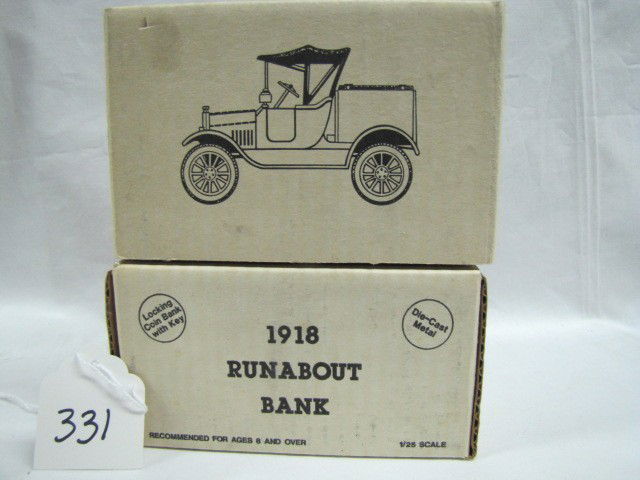 Locking
Coin Bank
with Key
Die-Cast
Metal
1918
RUNABOUT
BANK
RECOMMENDED FOR AGES 8 AND OVER
1/25 SCALE
331